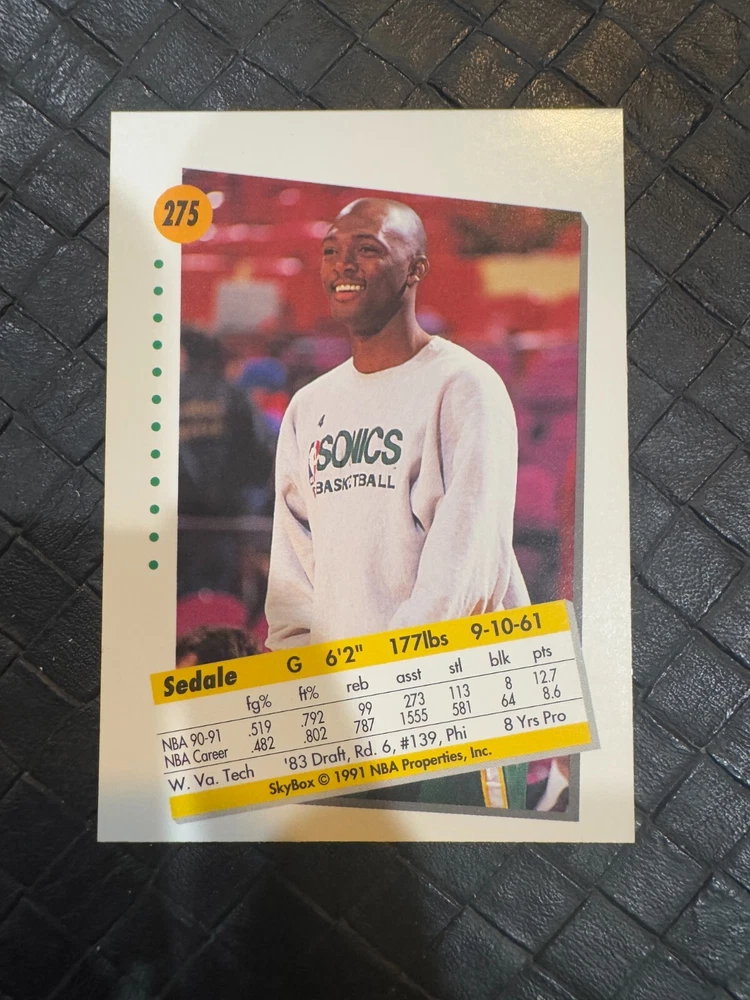 275
4
SONICS
BASKETBALL
Sedale G 6'2" 177lbs 9-10-61
fg% ft% reb asst stl blk pts
NBA 90-91 .519 .792 99 273 113 8 12.7
NBA Career .482 .802 787 1555 581 64 8.6
W. Va. Tech '83 Draft, Rd. 6, #139, Phi 8 Yrs Pro
SkyBox © 1991 NBA Properties, Inc.